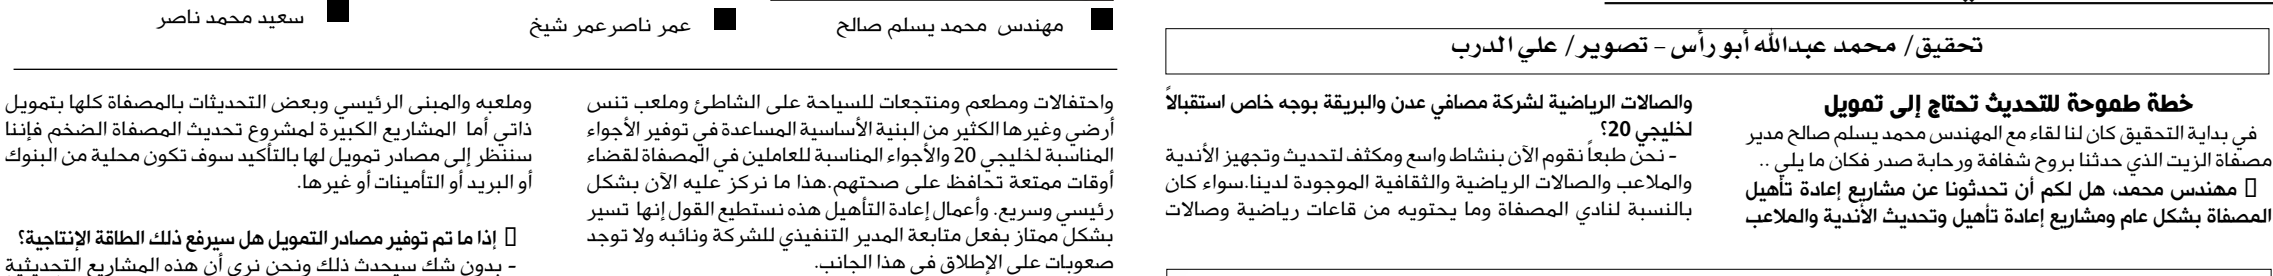 مهندس محمد يسلم صالح
عمر ناصرعمر شيخ
سعيد محمد ناصر
تحقيق/ محمد عبدالله أبو رأس – تصوير/ علي الدرب
خطة طموحة للتحديث تحتاج إلى تمويل
في بداية التحقيق كان لنا لقاء مع المهندس محمد يسلم صالح مدير
مصفاة الزيت الذي حدثنا بروح شفافة ورحابة صدر فكان ما يلي ..
▯ مهندس محمد، هل لكم أن تحدثونا عن مشاريع إعادة تأهيل
المصفاة بشكل عام ومشاريع إعادة تأهيل وتحديث الأندية والملاعب
والصالات الرياضية لشركة مصافي عدن والبريقة بوجه خاص استقبالاً
لخليجي 20؟
- نحن طبعاً نقوم الآن بنشاط واسع ومكثف لتحديث وتجهيز الأندية
والملاعب والصالات الرياضية والثقافية الموجودة لدينا.سواء كان
بالنسبة لنادي المصفاة وما يحتويه من قاعات رياضية وصالات
واحتفالات ومطعم ومنتجعات للسياحة على الشاطئ وملعب تنس
أرضي وغيرها الكثير من البنية الأساسية المساعدة في توفير الأجواء
المناسبة لخليجي 20 والأجواء المناسبة للعاملين في المصفاة لقضاء
أوقات ممتعة تحافظ على صحتهم.هذا ما نركز عليه الآن بشكل
رئيسي وسريع. وأعمال إعادة التأهيل هذه نستطيع القول إنها تسير
بشكل ممتاز بفعل متابعة المدير التنفيذي للشركة ونائبه ولا توجد
صعوبات على الإطلاق في هذا الجانب.
وملعبه والمبنى الرئيسي وبعض التحديثات بالمصفاة كلها بتمويل
ذاتي أما المشاريع الكبيرة لمشروع تحديث المصفاة الضخم فإننا
سننظر إلى مصادر تمويل لها بالتأكيد سوف تكون محلية من البنوك
أو البريد أو التأمينات أو غيرها.
▯ إذا ما تم توفير مصادر التمويل هل سيرفع ذلك الطاقة الإنتاجية؟
- بدون شك سيحدث ذلك ونحن نرى أن هذه المشاريع التحديثية